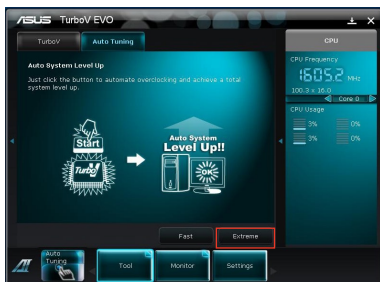 ASUS TurboV EVO
TurboV
Auto Tuning
Auto System Level Up
Just click the button to automate overclocking and achieve a total
system level up.
Start
Turbo!
Auto System
Level Up!!
OK
Fast
Extreme
CPU
CPU Frequency
1605.2 MHz
100.3 x 16.0
Core 0
CPU Usage
3%
0%
3%
0%
Auto
Tuning
Tool
Monitor
Settings